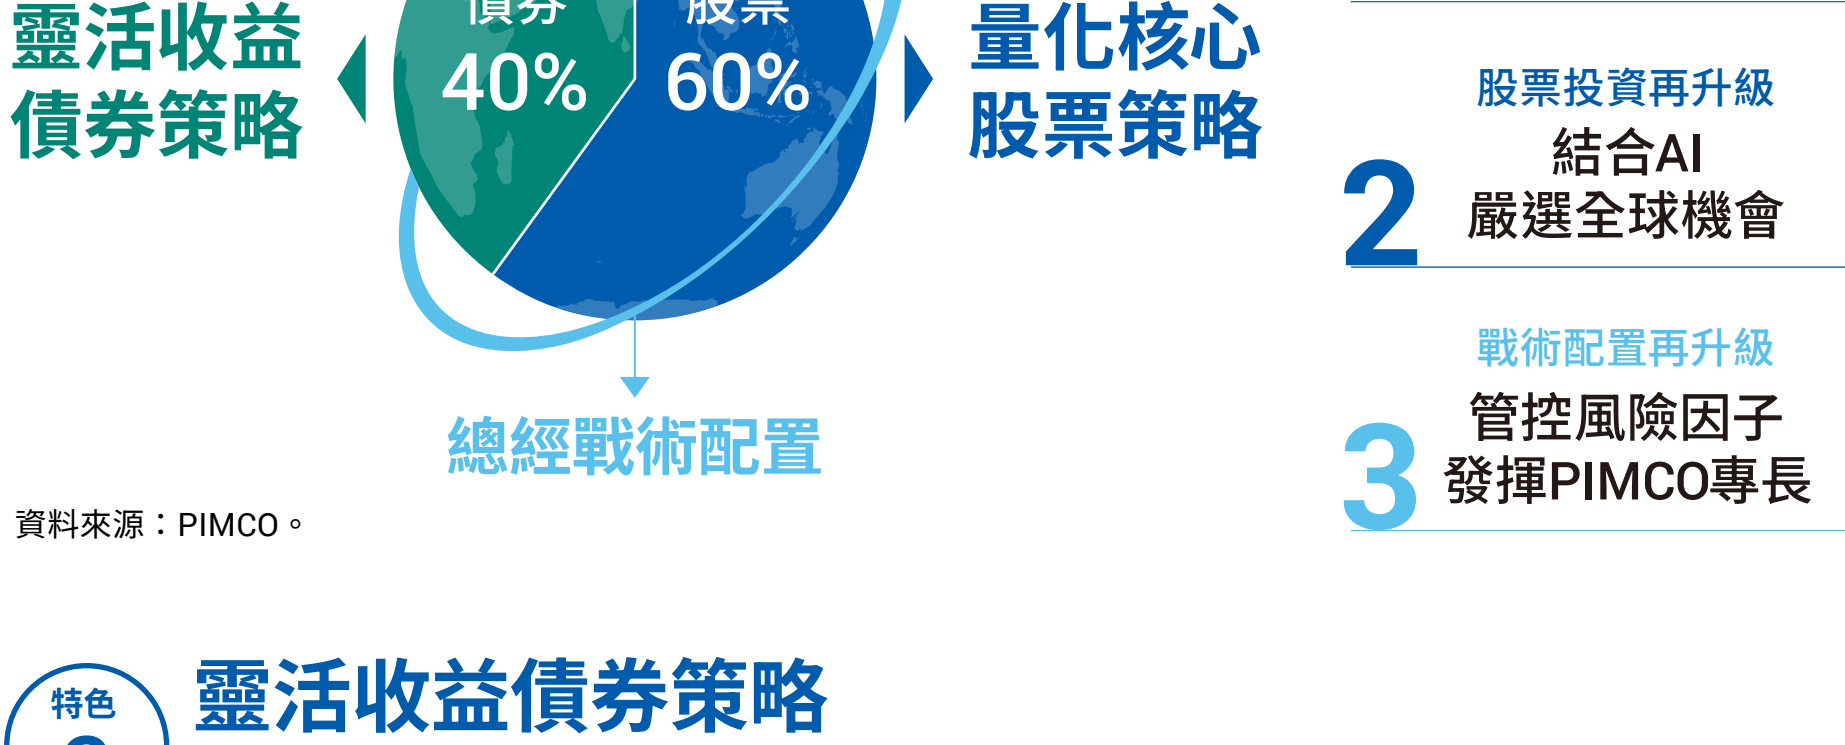 靈活收益
債券策略
債券
40%
股票
60%
量化核心
股票策略
總經戰術配置
資料來源：PIMCO。
股票投資再升級
2
結合AI
嚴選全球機會
戰術配置再升級
3
管控風險因子
發揮PIMCO專長
特色
靈活收益債券策略